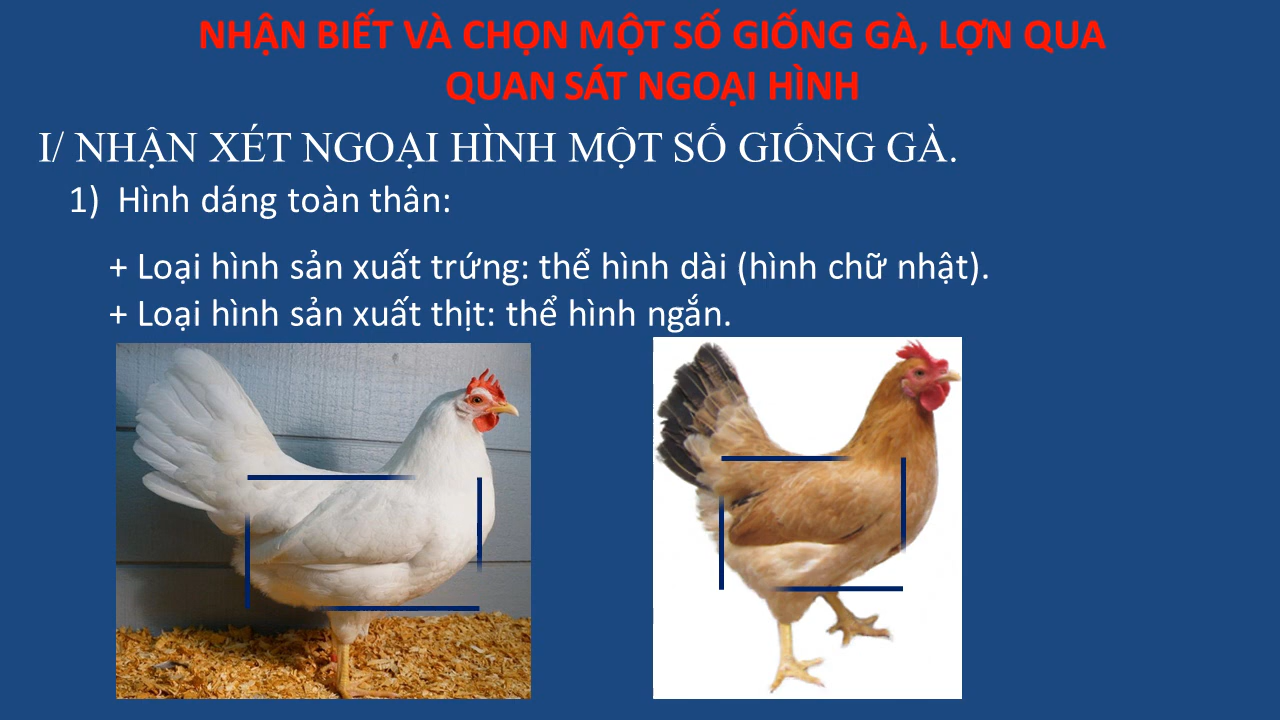 NHẬN BIẾT VÀ CHỌN MỘT SỐ GIỐNG GÀ, LỢN QUA
QUAN SÁT NGOẠI HÌNH
I/ NHẬN XÉT NGOẠI HÌNH MỘT SỐ GIỐNG GÀ.
1) Hình dáng toàn thân:
+ Loại hình sản xuất trứng: thể hình dài (hình chữ nhật).
+ Loại hình sản xuất thịt: thể hình ngắn.